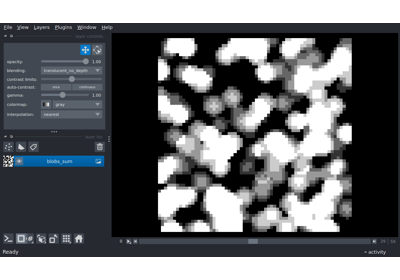 File View Layers Plugins Window Help
opacity: 1.00
blending: translucent_no_depth
contrast limits:
auto-contrast: once continuous
gamma: 1.00
colormap: gray
interpolation: nearest
blobs_sum
Ready
activity